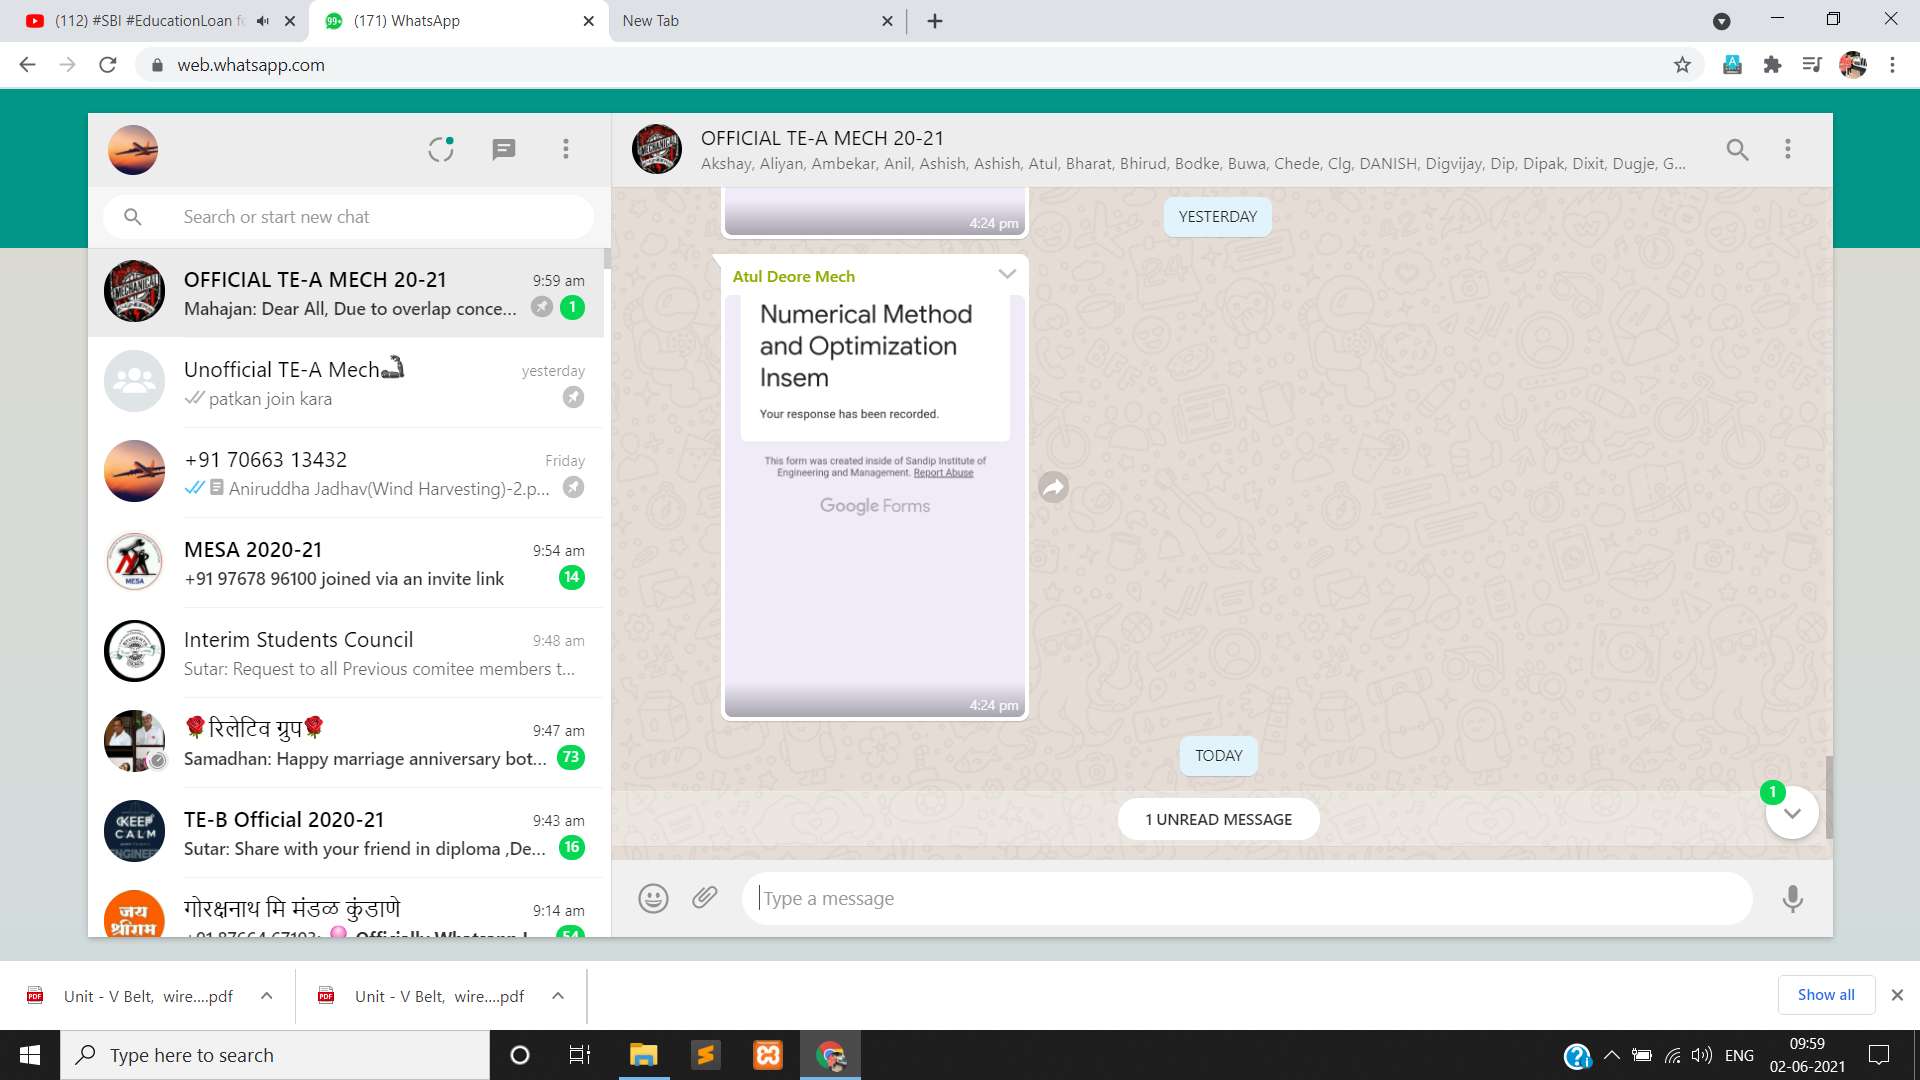 (112) #SBI #EducationLoan fo
(171) WhatsApp
New Tab
web.whatsapp.com
OFFICIAL TE-A MECH 20-21
Akshay, Aliyan, Ambekar, Anil, Ashish, Ashish, Atul, Bharat, Bhirud, Bodke, Buwa, Chede, Clg, DANISH, Digvijay, Dip, Dipak, Dixit, Dugje, G...
Search or start new chat
OFFICIAL TE-A MECH 20-21
9:59 am
Mahajan: Dear All, Due to overlap conce...
1
Unofficial TE-A Mech
yesterday
patkan join kara
+91 70663 13432
Friday
Aniruddha Jadhav(Wind Harvesting)-2.p...
MESA
MESA 2020-21
9:54 am
+91 97678 96100 joined via an invite link
14
Interim Students Council
9:48 am
Sutar: Request to all Previous comitee members t...
🌹रिलेटिव ग्रुप🌹
9:47 am
Samadhan: Happy marriage anniversary bot...
73
KEEP
CALM
ENGINEER
TE-B Official 2020-21
9:43 am
Sutar: Share with your friend in diploma ,De...
16
जय
श्रीराम
गोरक्षनाथ मि मंडळ कुंडाणे
9:14 am
+91 87664 67193: Officially Whatsapp
54
4:24 pm
YESTERDAY
Atul Deore Mech
Numerical Method
and Optimization
Insem
Your response has been recorded.
This form was created inside of Sandip Institute of
Engineering and Management. Report Abuse
Google Forms
4:24 pm
TODAY
1 UNREAD MESSAGE
1
Type a message
Unit - V Belt, wire....pdf
Unit - V Belt, wire....pdf
Show all
Type here to search
ENG
09:59
02-06-2021